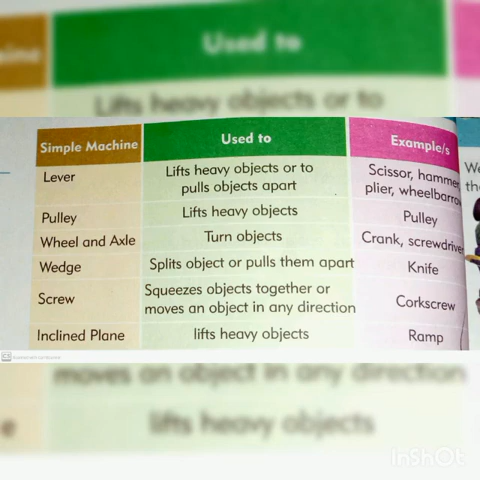 Used to
Lifts heavy objects or to
Simple Machine Used to Example/s
Lever Lifts heavy objects or to Scissor, hammer
pulls objects apart plier, wheelbarrow
Pulley Lifts heavy objects Pulley
Wheel and Axle Turn objects Crank, screwdriver
Wedge Splits object or pulls them apart Knife
Screw Squeezes objects together or
moves an object in any direction Corkscrew
Inclined Plane lifts heavy objects Ramp
We
moves an object in any direction
lifts heavy objects
InShOt